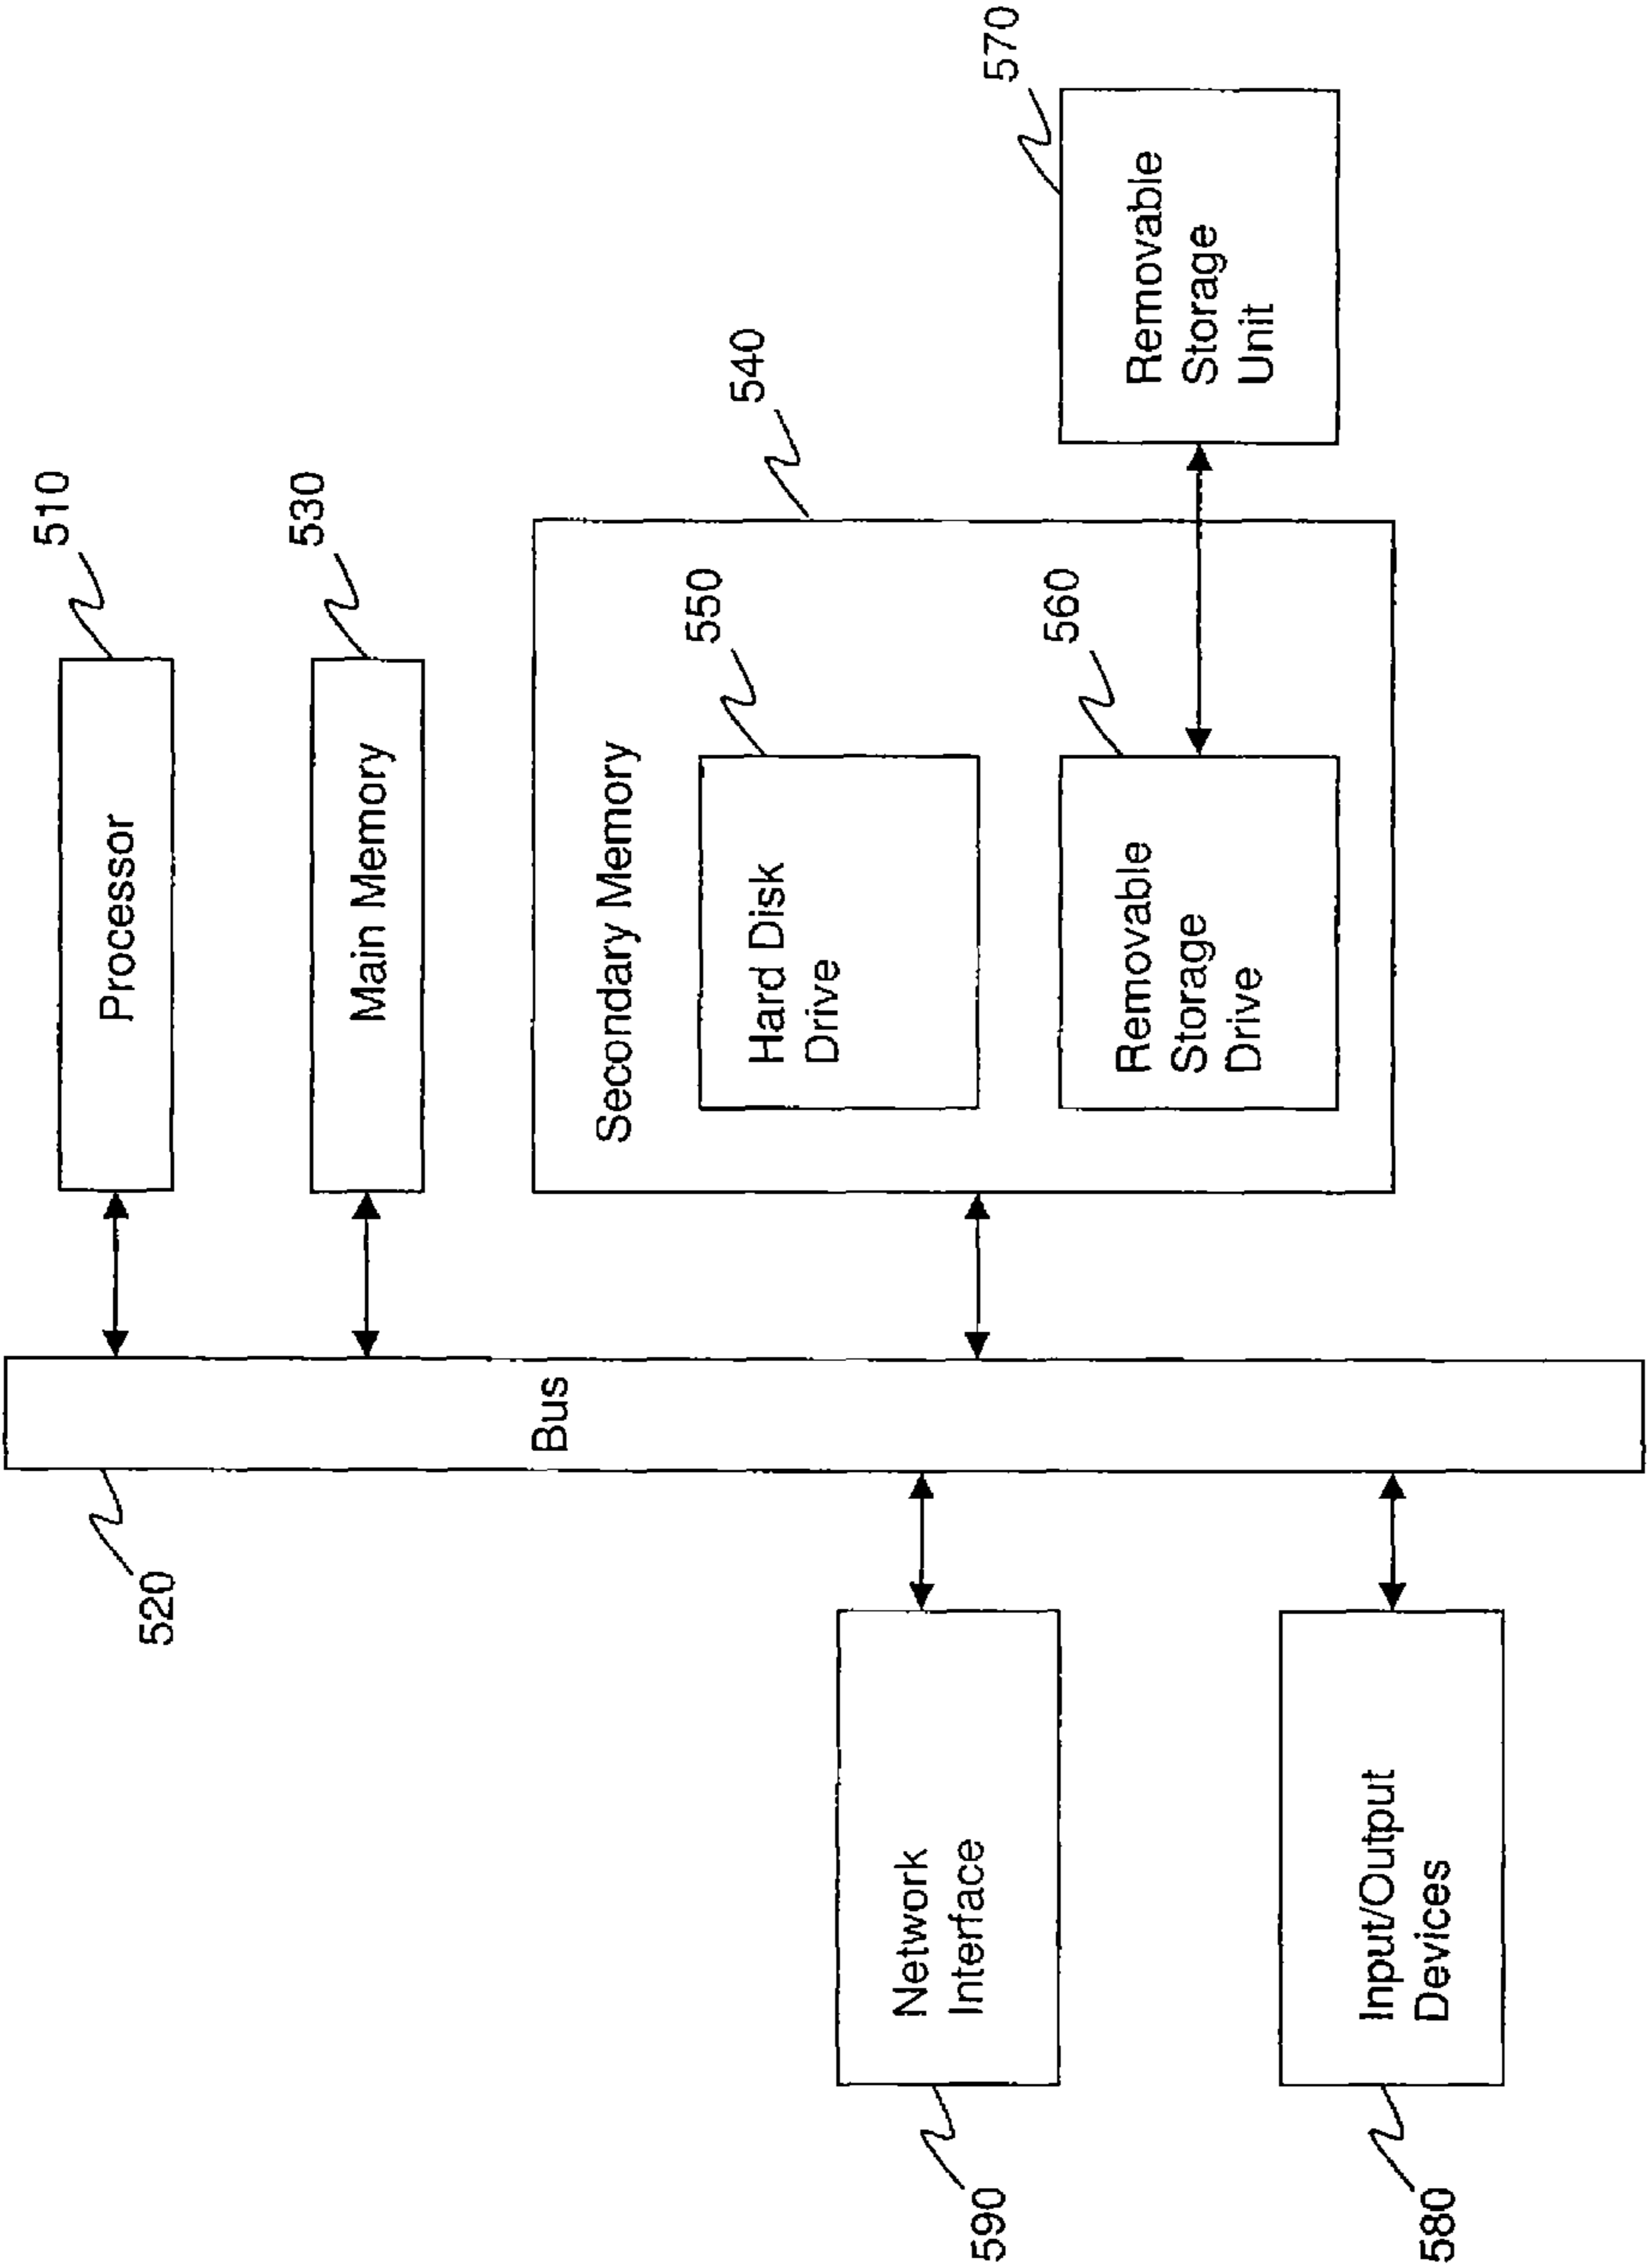 510
Processor
530
Main Memory
540
Secondary Memory
550
Hard Disk
Drive
560
Removable
Storage
Drive
570
Removable
Storage
Unit
520
Bus
590
Network
Interface
580
Input/Output
Devices